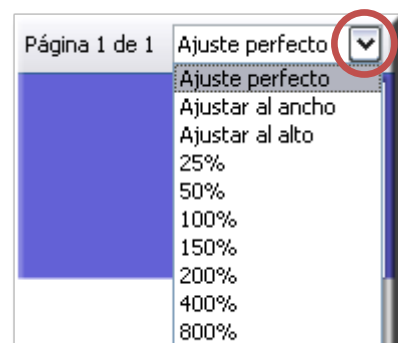 Página 1 de 1 Ajuste perfecto
Ajuste perfecto
Ajustar al ancho
Ajustar al alto
25%
50%
100%
150%
200%
400%
800%